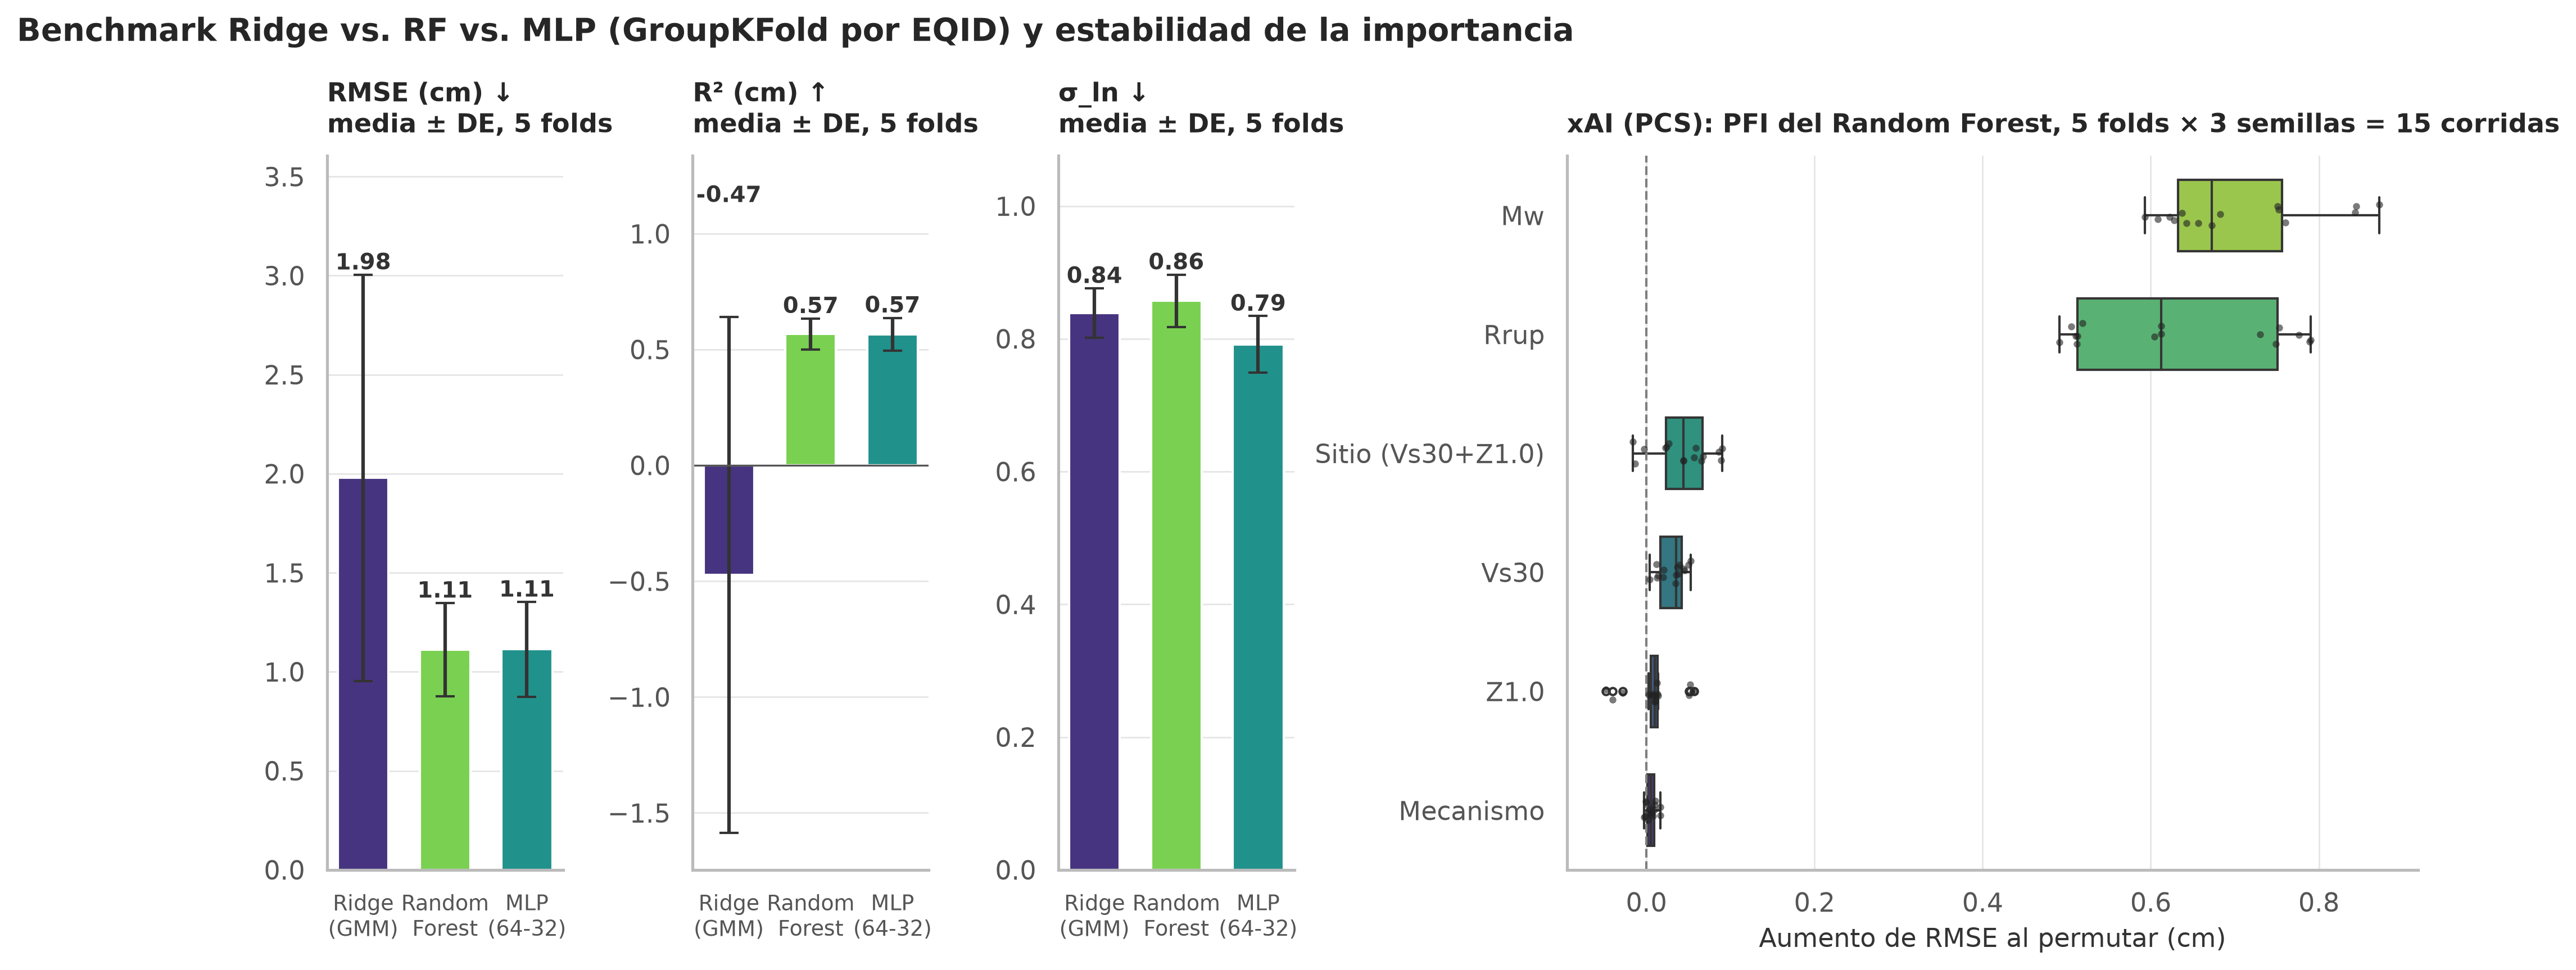 Benchmark Ridge vs. RF vs. MLP (GroupKFold por EQID) y estabilidad de la importancia
RMSE (cm) ↓
media ± DE, 5 folds
3.5
3.0
2.5
2.0
1.5
1.0
0.5
0.0
1.98
1.11
1.11
Ridge
(GMM)
Random
Forest
MLP
(64-32)
R² (cm) ↑
media ± DE, 5 folds
1.0
0.5
0.0
−0.5
−1.0
−1.5
-0.47
0.57
0.57
Ridge
(GMM)
Random
Forest
MLP
(64-32)
σ_ln ↓
media ± DE, 5 folds
1.0
0.8
0.6
0.4
0.2
0.0
0.84
0.86
0.79
Ridge
(GMM)
Random
Forest
MLP
(64-32)
xAI (PCS): PFI del Random Forest, 5 folds × 3 semillas = 15 corridas
Mw
Rrup
Sitio (Vs30+Z1.0)
Vs30
Z1.0
Mecanismo
0.0
0.2
0.4
0.6
0.8
Aumento de RMSE al permutar (cm)